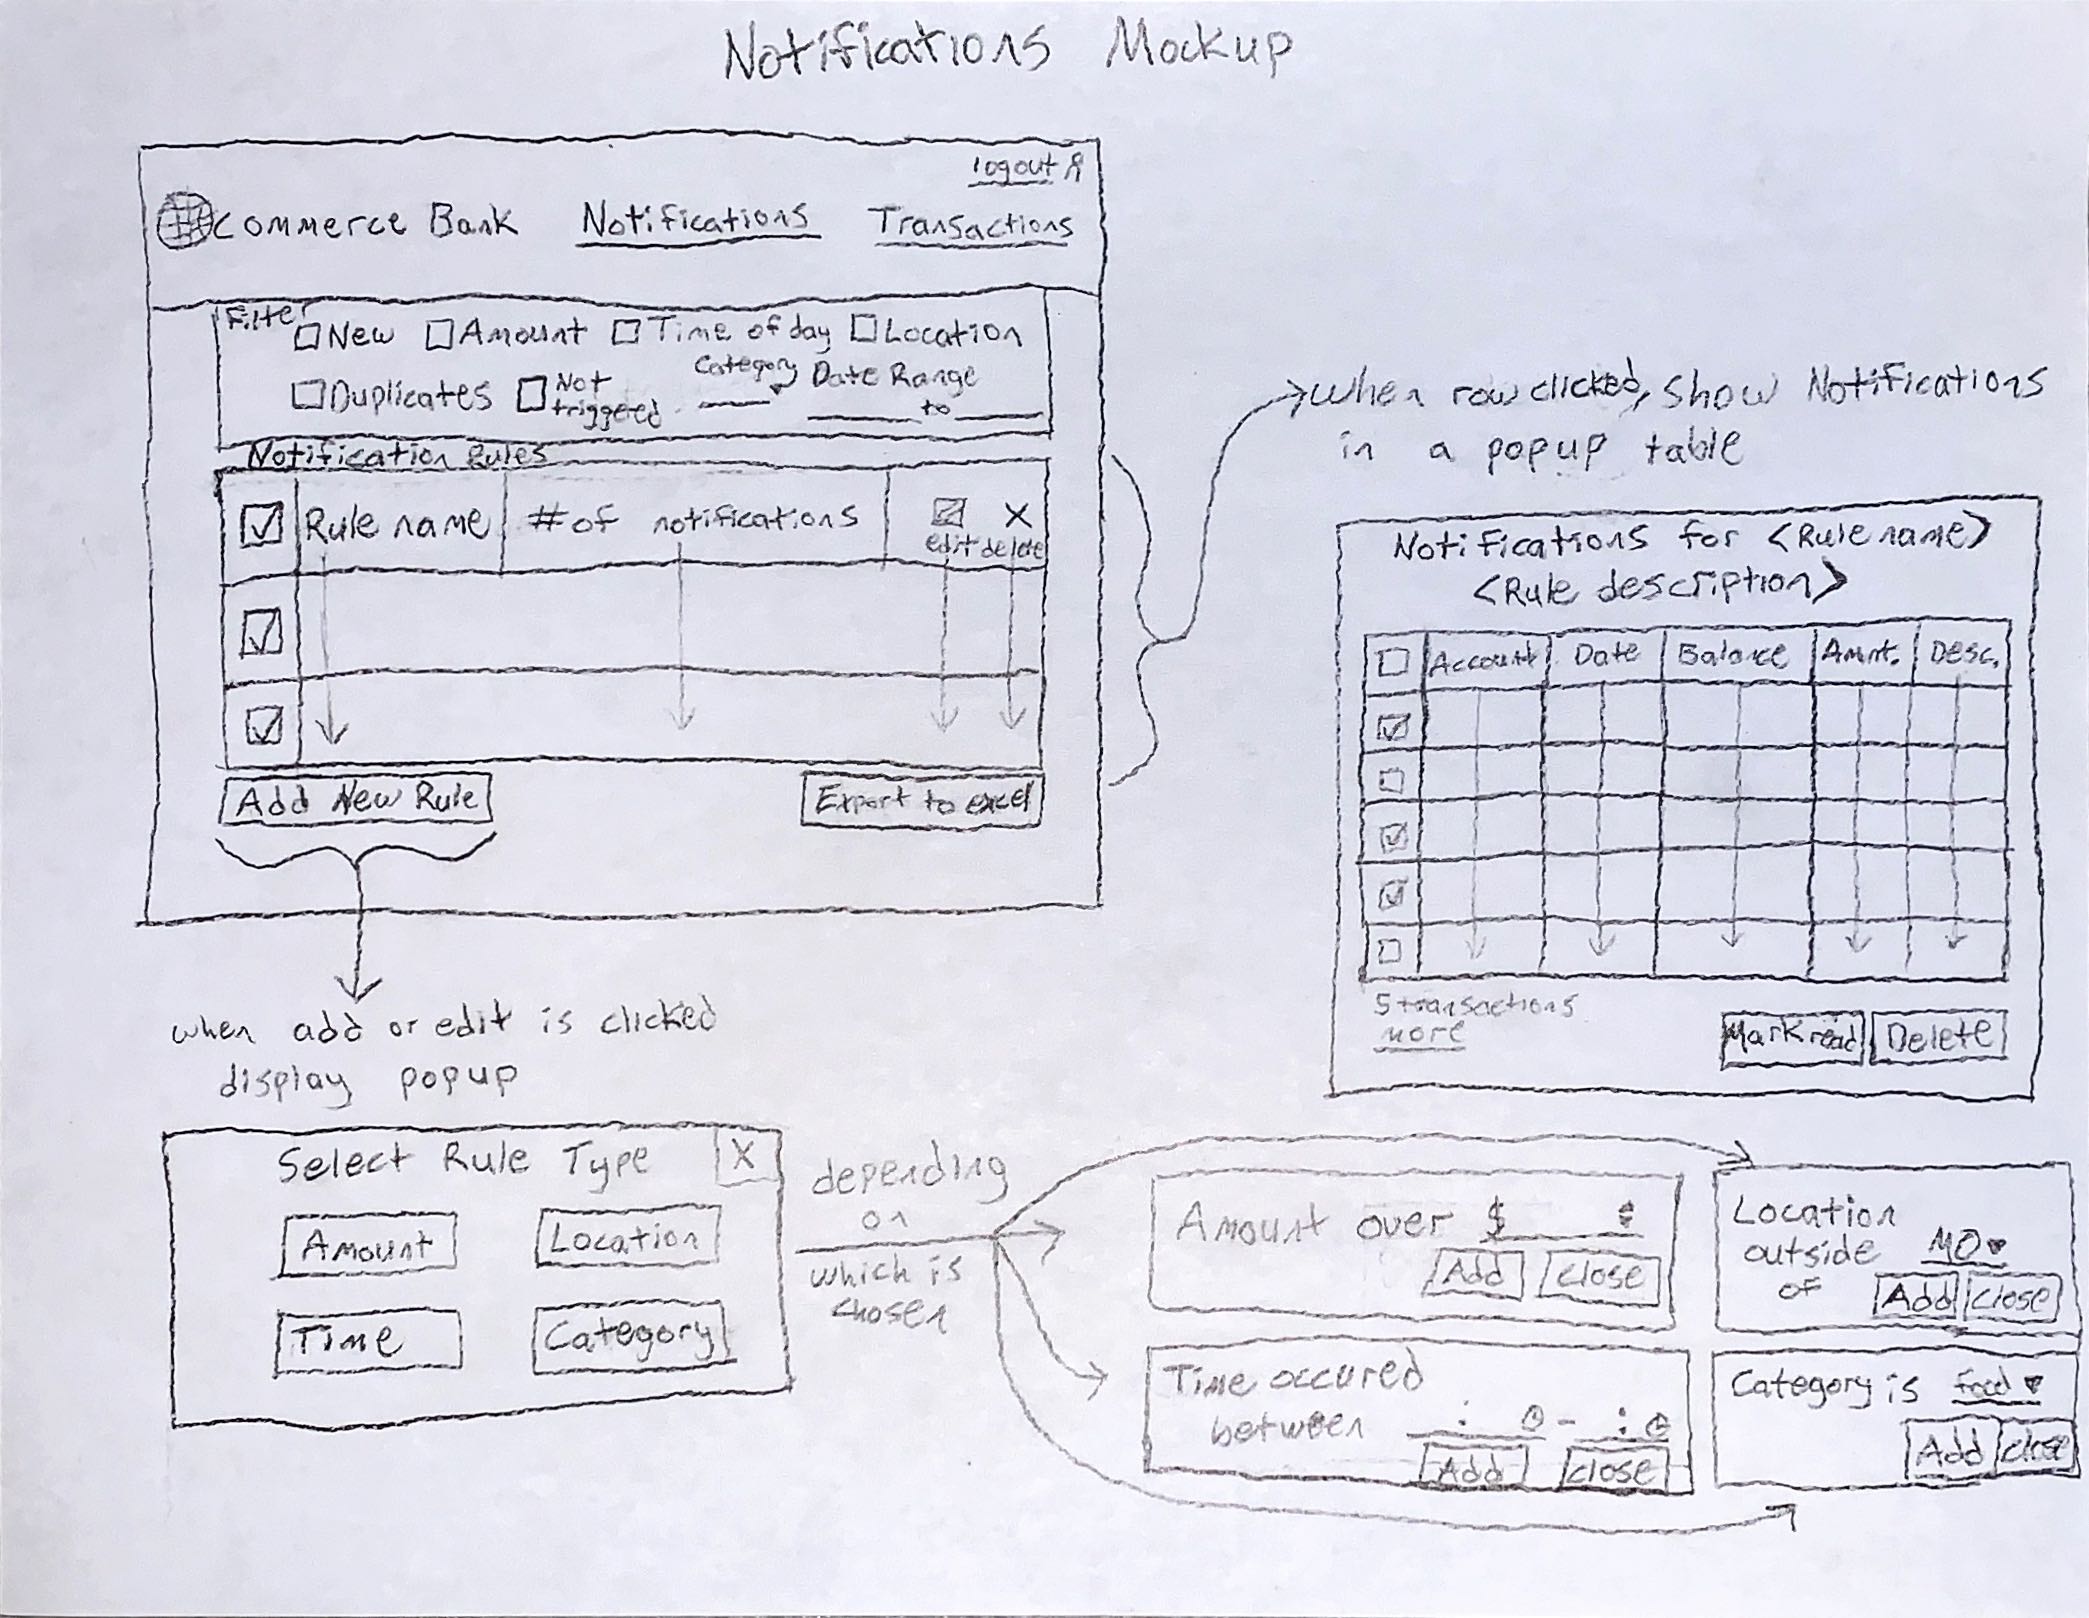 Notifications Mockup
logout
Commerce Bank Notifications Transactions
Filter
New Amount Time of day Location
Duplicates Not triggered Category Date Range
to
Notification Rules
Rule name # of notifications X
edit delete
Add New Rule Export to excel
when row clicked, show Notifications
in a popup table
Notifications for <Rule name>
<Rule description>
Account Date Balance Amnt. Desc.
5 transactions
more
Mark read Delete
when add or edit is clicked
display popup
Select Rule Type X
Amount Location
Time Category
depending
on
which is
chosen
Amount over $
Add Close
Location
outside MO
of Add Close
Time occured
between : - :
Add Close
Category is food
Add Close